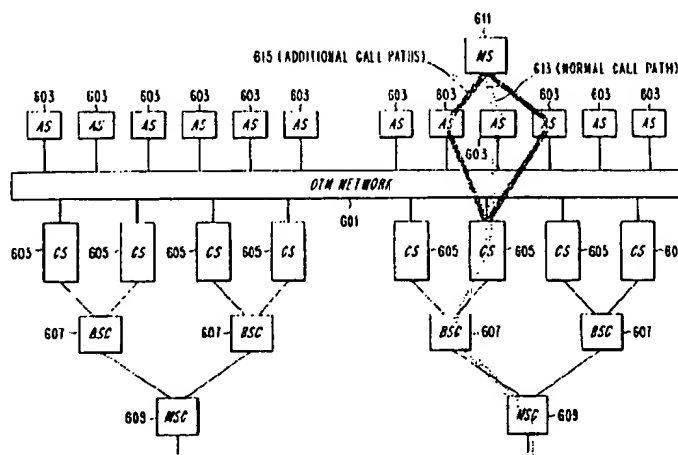 611
MS
615 (ADDITIONAL CALL PATHS)
613 (NORMAL CALL PATH)
603 603 603 603 603 603 603 603 603 603 603
AS AS AS AS AS AS AS AS AS AS AS AS
603
OTM NETWORK
601
605 CS 605 CS 605 CS 605 CS CS 605 CS 605 CS 605 CS
607 BSC 607 BSC BSC 607 BSC 607
609 MSC MSC 609